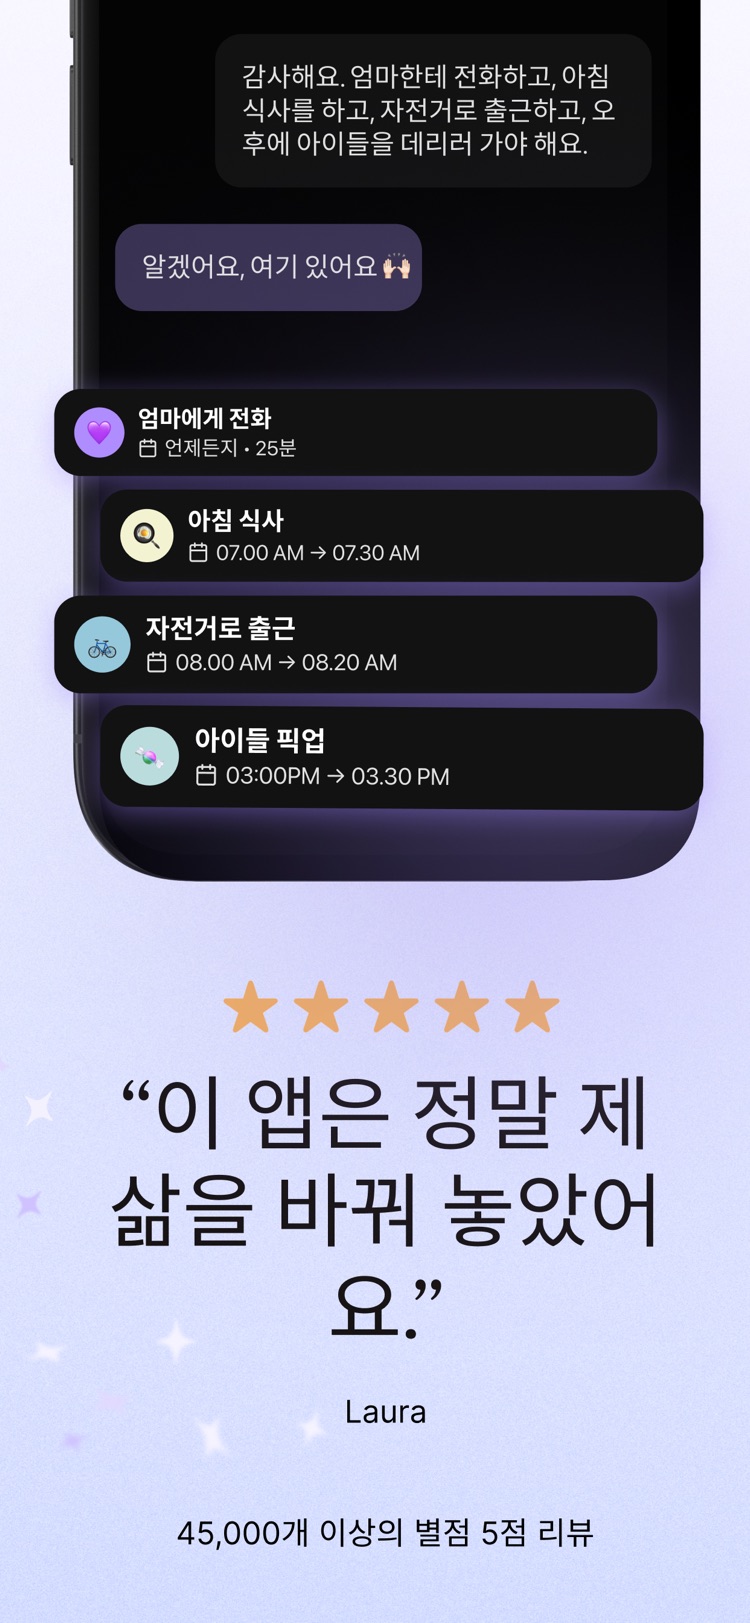 감사해요. 엄마한테 전화하고, 아침
식사를 하고, 자전거로 출근하고, 오
후에 아이들을 데리러 가야 해요.
알겠어요, 여기 있어요 🙌🏻
엄마에게 전화
언제든지 • 25분
아침 식사
07.00 AM → 07.30 AM
자전거로 출근
08.00 AM → 08.20 AM
아이들 픽업
03:00PM → 03.30 PM
“이 앱은 정말 제
삶을 바꿔 놓았어
요.”
Laura
45,000개 이상의 별점 5점 리뷰